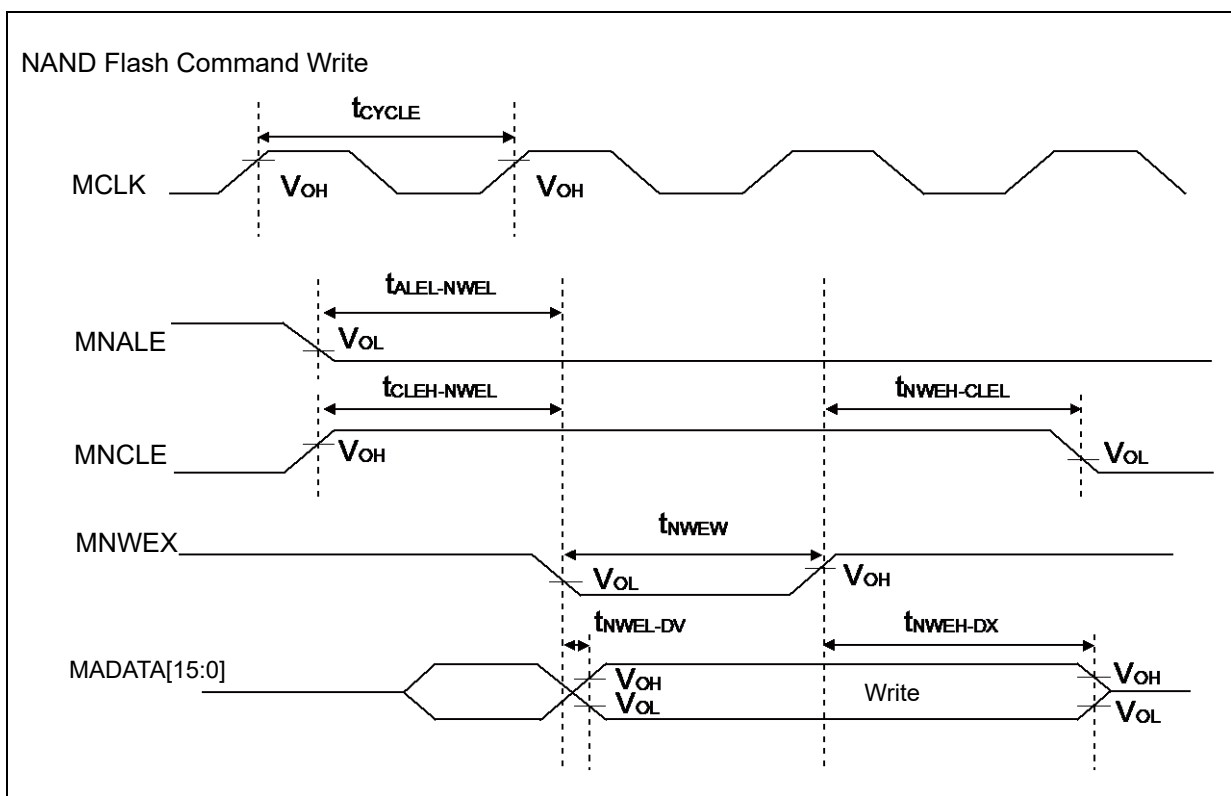 NAND Flash Command Write
tCYCLE
MCLK
VOH
VOH
tALEL-NWEL
MNALE
VOL
tCLEH-NWEL
tNWEH-CLEL
MNCLE
VOH
VOL
tNWEW
MNWEX
VOL
VOH
tNWEL-DV
tNWEH-DX
MADATA[15:0]
VOH
VOL
Write
VOH
VOL